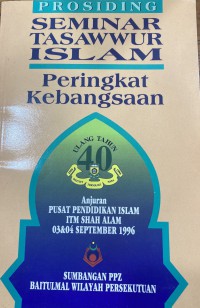 PROSIDING
SEMINAR
TASAWWUR
ISLAM
Peringkat
Kebangsaan
ULANG TAHUN
40
Anjuran
PUSAT PENDIDIKAN ISLAM
ITM SHAH ALAM
03&04 SEPTEMBER 1996
SUMBANGAN PPZ
BAITULMAL WILAYAH PERSEKUTUAN